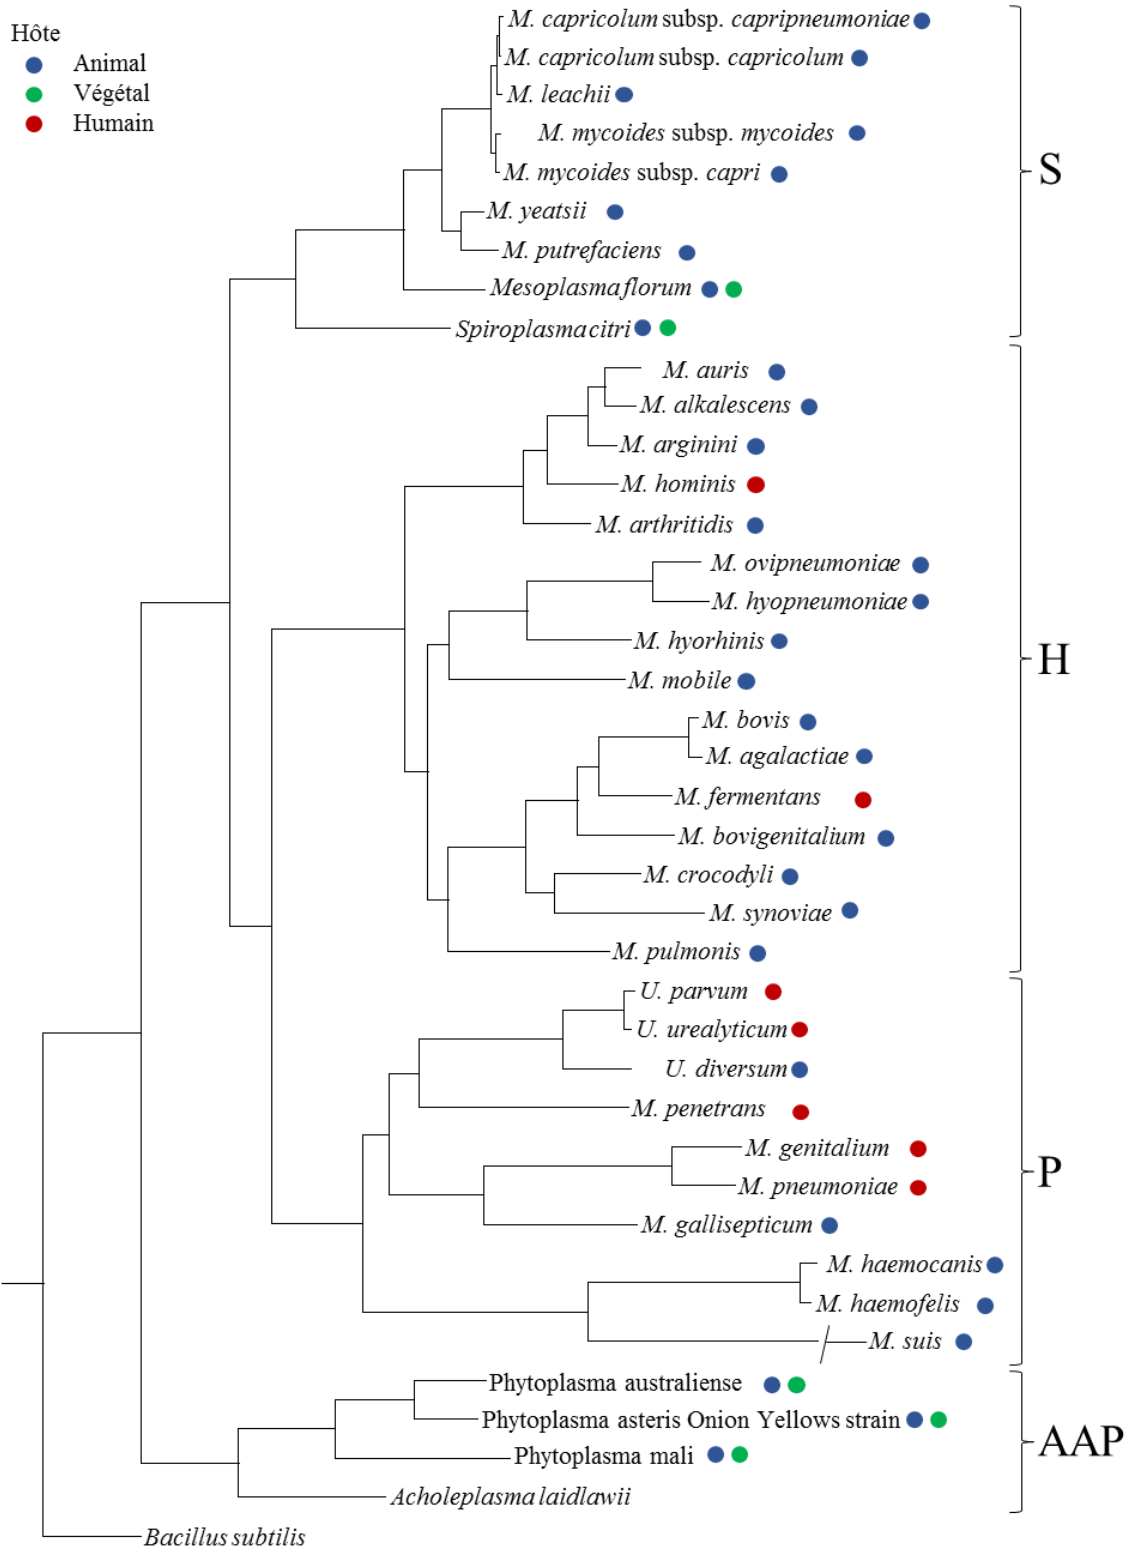 Hôte
Animal
Végétal
Humain
M. capricolum subsp. capripneumoniae
M. capricolum subsp. capricolum
M. leachii
M. mycoides subsp. mycoides
M. mycoides subsp. capri
M. yeatsii
M. putrefaciens
Mesoplasma florum
Spiroplasma citri
S
M. auris
M. alkalescens
M. arginini
M. hominis
M. arthritidis
M. ovipneumoniae
M. hyopneumoniae
M. hyorhinis
M. mobile
M. bovis
M. agalactiae
M. fermentans
M. bovigenitalium
M. crocodyli
M. synoviae
M. pulmonis
H
U. parvum
U. urealyticum
U. diversum
M. penetrans
M. genitalium
M. pneumoniae
M. gallisepticum
M. haemocanis
M. haemofelis
M. suis
P
Phytoplasma australiense
Phytoplasma asteris Onion Yellows strain
Phytoplasma mali
Acholeplasma laidlawii
AAP
Bacillus subtilis